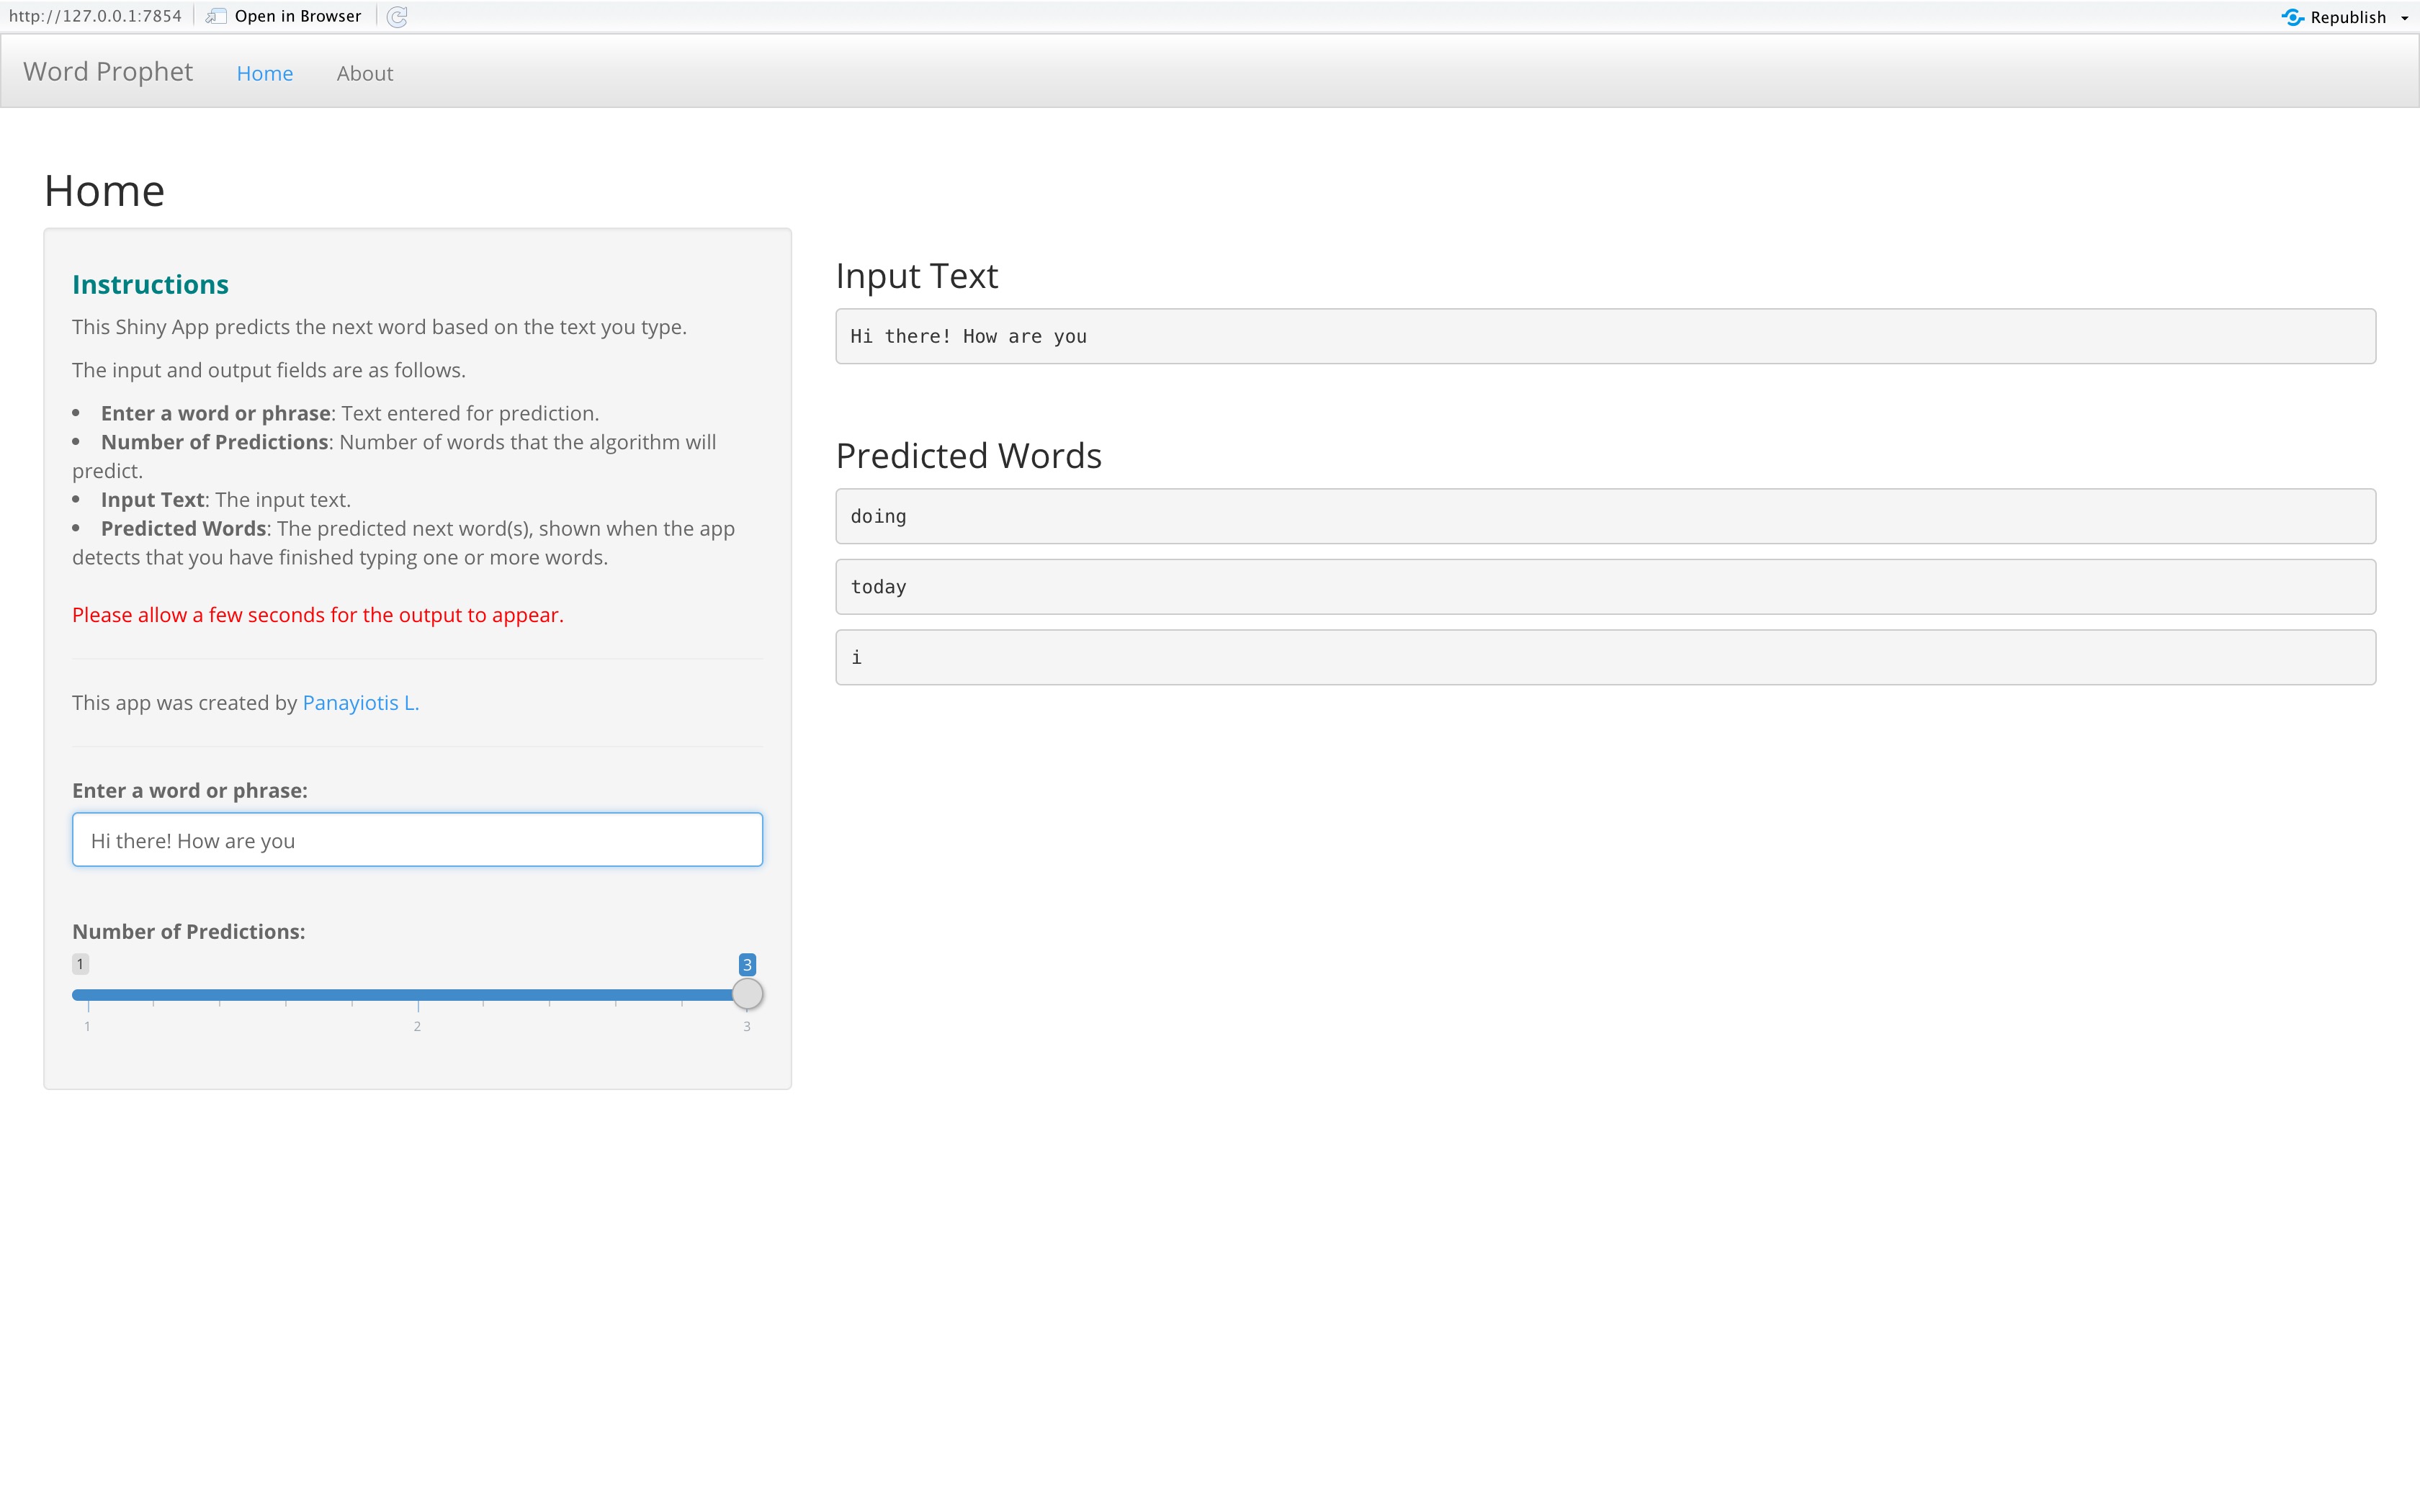 http://127.0.0.1:7854 Open in Browser Republish
Word Prophet Home About
Home
Instructions
This Shiny App predicts the next word based on the text you type.
The input and output fields are as follows.
• Enter a word or phrase: Text entered for prediction.
• Number of Predictions: Number of words that the algorithm will
predict.
• Input Text: The input text.
• Predicted Words: The predicted next word(s), shown when the app
detects that you have finished typing one or more words.
Please allow a few seconds for the output to appear.
This app was created by Panayiotis L.
Enter a word or phrase:
Hi there! How are you
Number of Predictions:
1 3
1 2 3
Input Text
Hi there! How are you
Predicted Words
doing
today
i